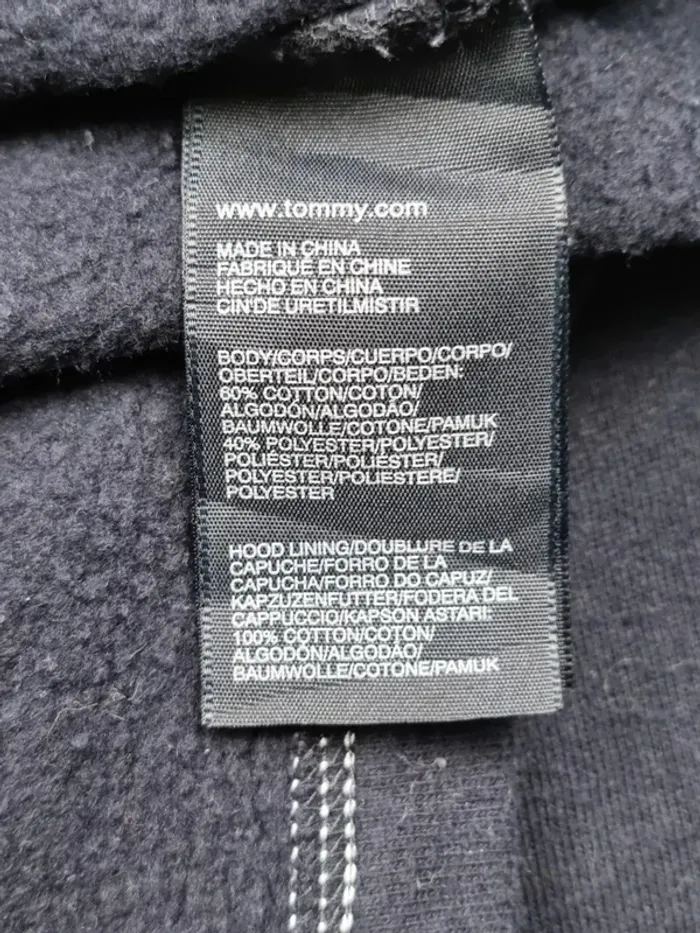 www.tommy.com
MADE IN CHINA
FABRIQUÉ EN CHINE
HECHO EN CHINA
CIN'DE URETILMISTIR
BODY/CORPS/CUERPO/CORPO/
OBERTEIL/CORPO/BEDEN:
60% COTTON/COTON/
ALGODÓN/ALGODÃO/
BAUMWOLLE/COTONE/PAMUK
40% POLYESTER/POLYESTER/
POLIÉSTER/POLIÉSTER/
POLYESTER/POLIESTERE/
POLYESTER
HOOD LINING/DOUBLURE DE LA
CAPUCHE/FORRO DE LA
CAPUCHA/FORRO DO CAPUZ/
KAPZUZENFUTTER/FODERA DEL
CAPPUCCIO/KAPSON ASTARI:
100% COTTON/COTON/
ALGODÓN/ALGODÃO/
BAUMWOLLE/COTONE/PAMUK